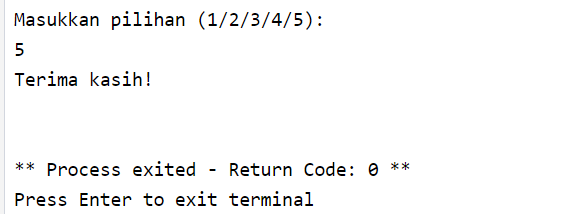 Masukkan pilihan (1/2/3/4/5):
5
Terima kasih!
** Process exited - Return Code: 0 **
Press Enter to exit terminal